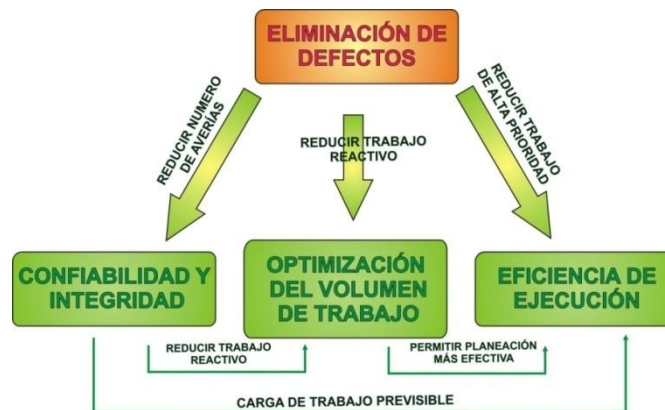 ELIMINACIÓN DE
DEFECTOS
REDUCIR NUMERO
DE AVERÍAS
REDUCIR TRABAJO
REACTIVO
REDUCIR TRABAJO
DE ALTA PRIORIDAD
CONFIABILIDAD Y
INTEGRIDAD
OPTIMIZACIÓN
DEL VOLUMEN
DE TRABAJO
EFICIENCIA DE
EJECUCIÓN
REDUCIR TRABAJO
REACTIVO
PERMITIR PLANEACIÓN
MÁS EFECTIVA
CARGA DE TRABAJO PREVISIBLE